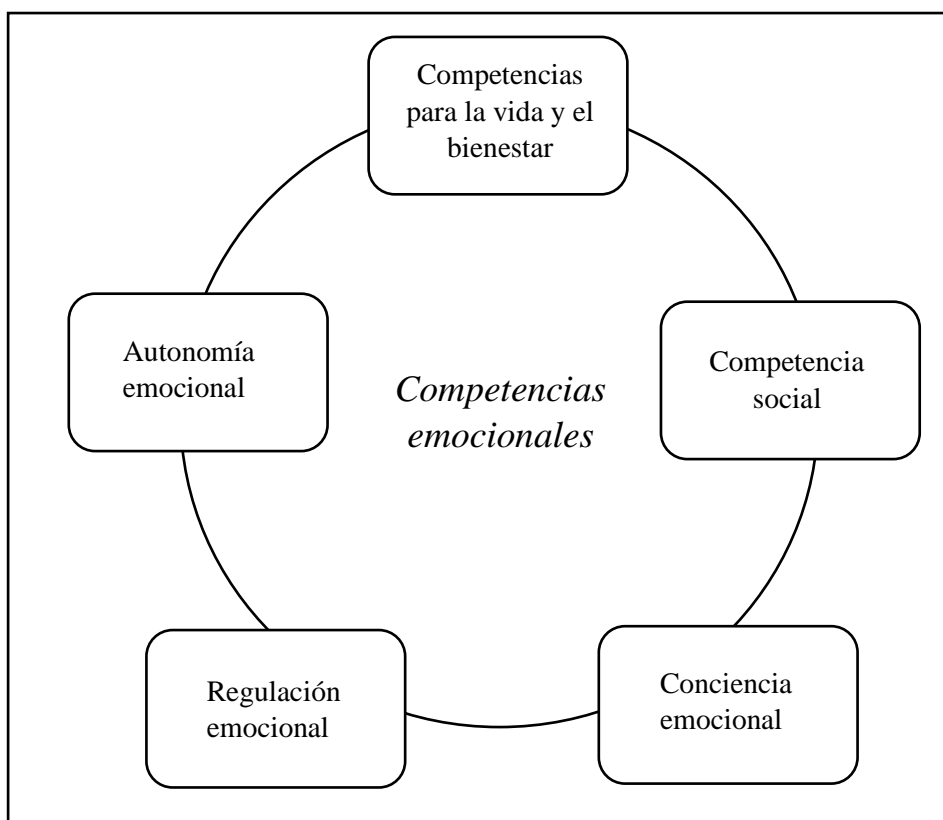 Competencias
para la vida y el
bienestar
Autonomía
emocional
Competencias
emocionales
Competencia
social
Regulación
emocional
Conciencia
emocional